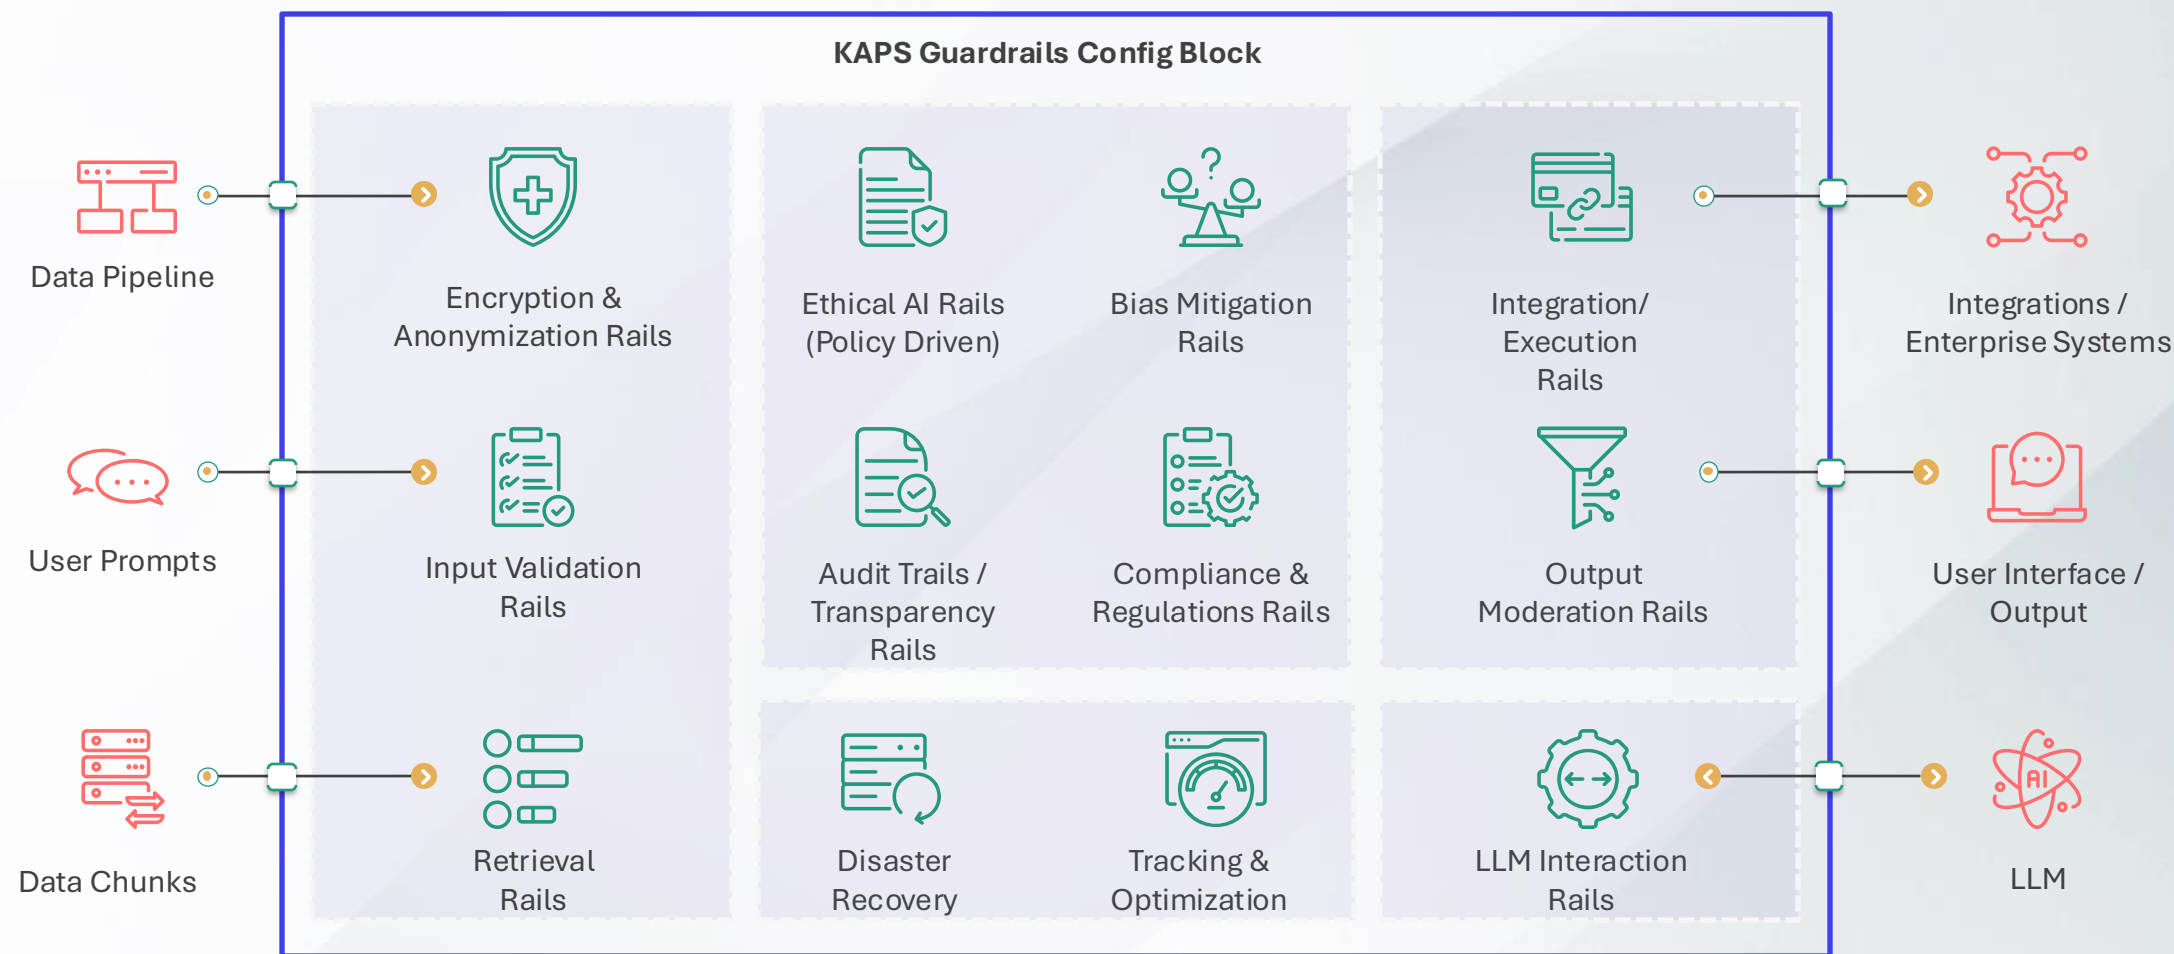 KAPS Guardrails Config Block
Data Pipeline
Encryption &
Anonymization Rails
Ethical AI Rails
(Policy Driven)
Bias Mitigation
Rails
Integration/
Execution
Rails
Integrations /
Enterprise Systems
User Prompts
Input Validation
Rails
Audit Trails /
Transparency
Rails
Compliance &
Regulations Rails
Output
Moderation Rails
User Interface /
Output
Data Chunks
Retrieval
Rails
Disaster
Recovery
Tracking &
Optimization
LLM Interaction
Rails
AI
LLM